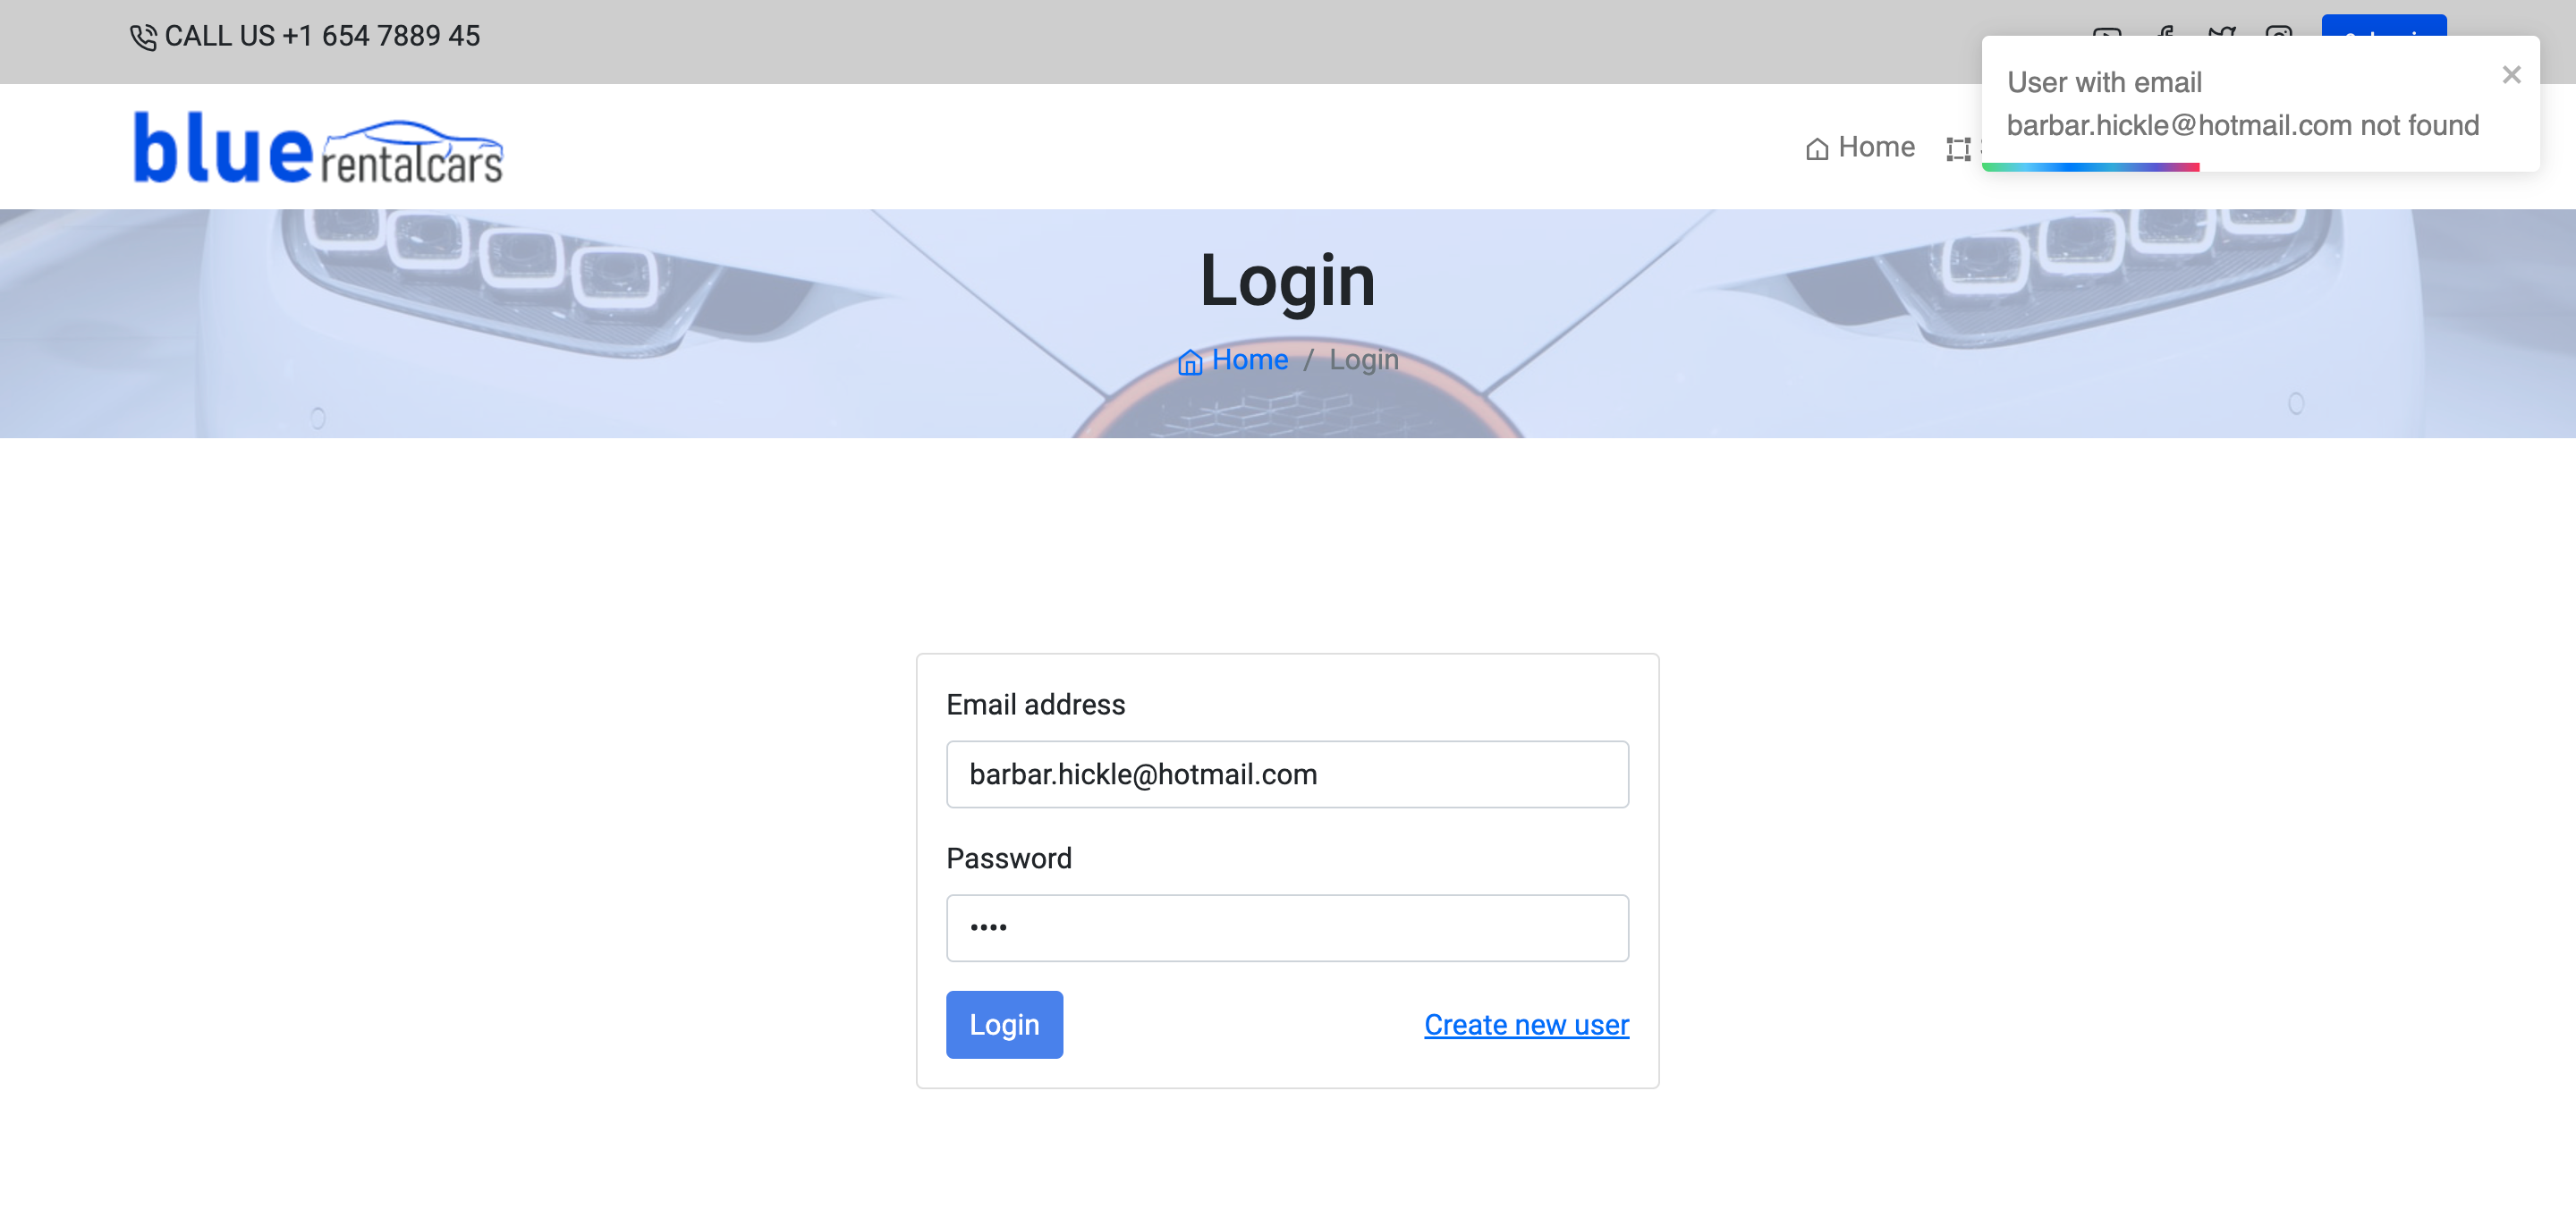 CALL US +1 654 7889 45
User with email
barbar.hickle@hotmail.com not found
blue rentalcars
Home
Login
Home / Login
Email address
barbar.hickle@hotmail.com
Password
••••
Login
Create new user